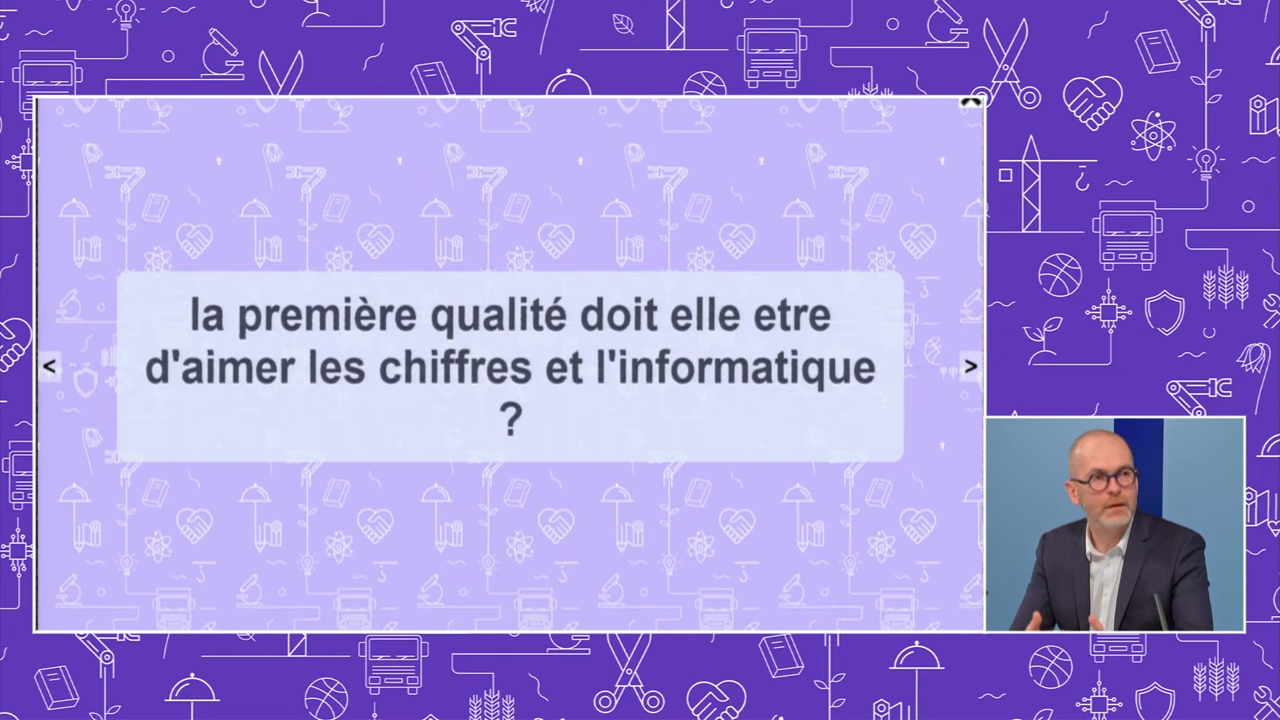 la première qualité doit elle etre
d'aimer les chiffres et l'informatique
?
<
>